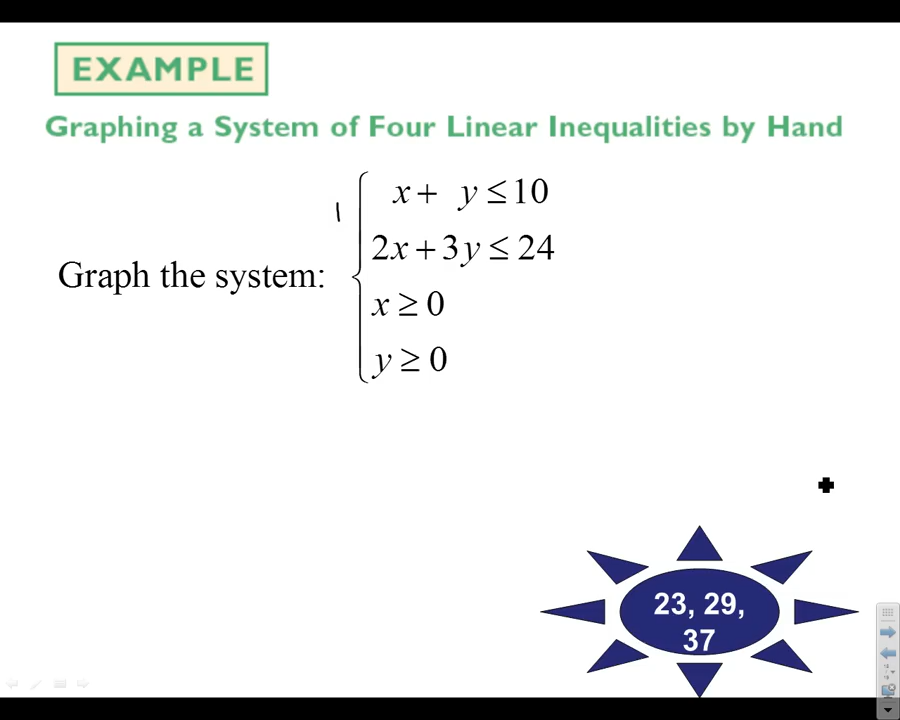 EXAMPLE
Graphing a System of Four Linear Inequalities by Hand
1
x + y ≤ 10
2x + 3y ≤ 24
Graph the system:
x ≥ 0
y ≥ 0
23, 29,
37